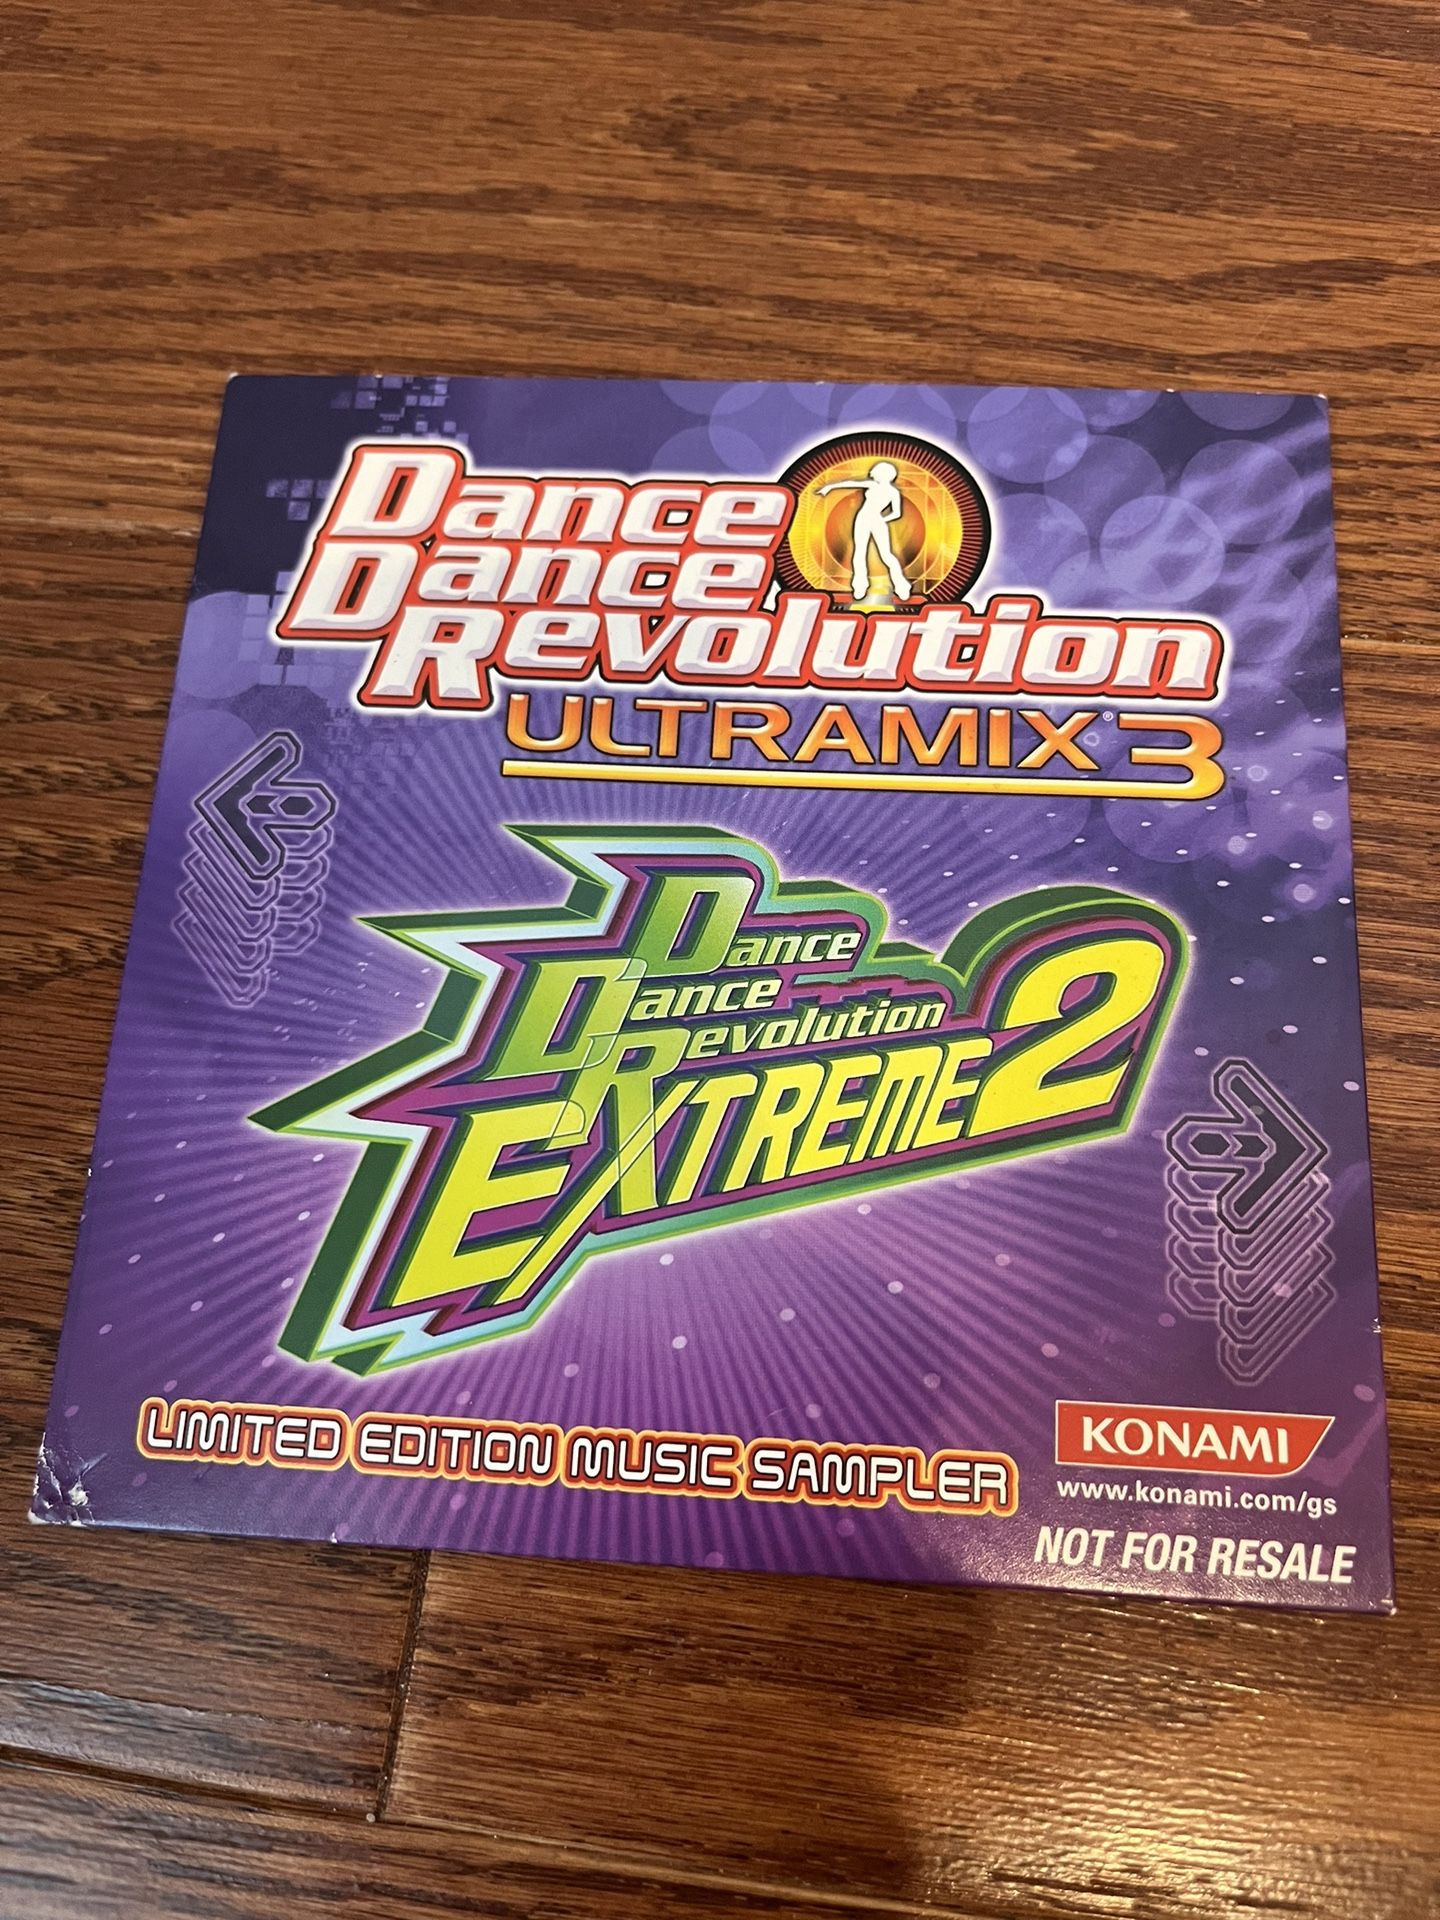 Dance
Dance
Revolution
ULTRAMIX® 3
Dance
Dance
Revolution
EXTREME 2
LIMITED EDITION MUSIC SAMPLER
KONAMI
www.konami.com/gs
NOT FOR RESALE